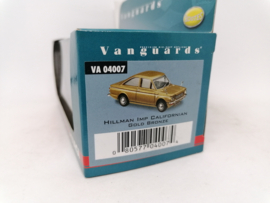 Vanguards
VA 04007
HILLMAN IMP CALIFORNIAN
GOLD BRONZE